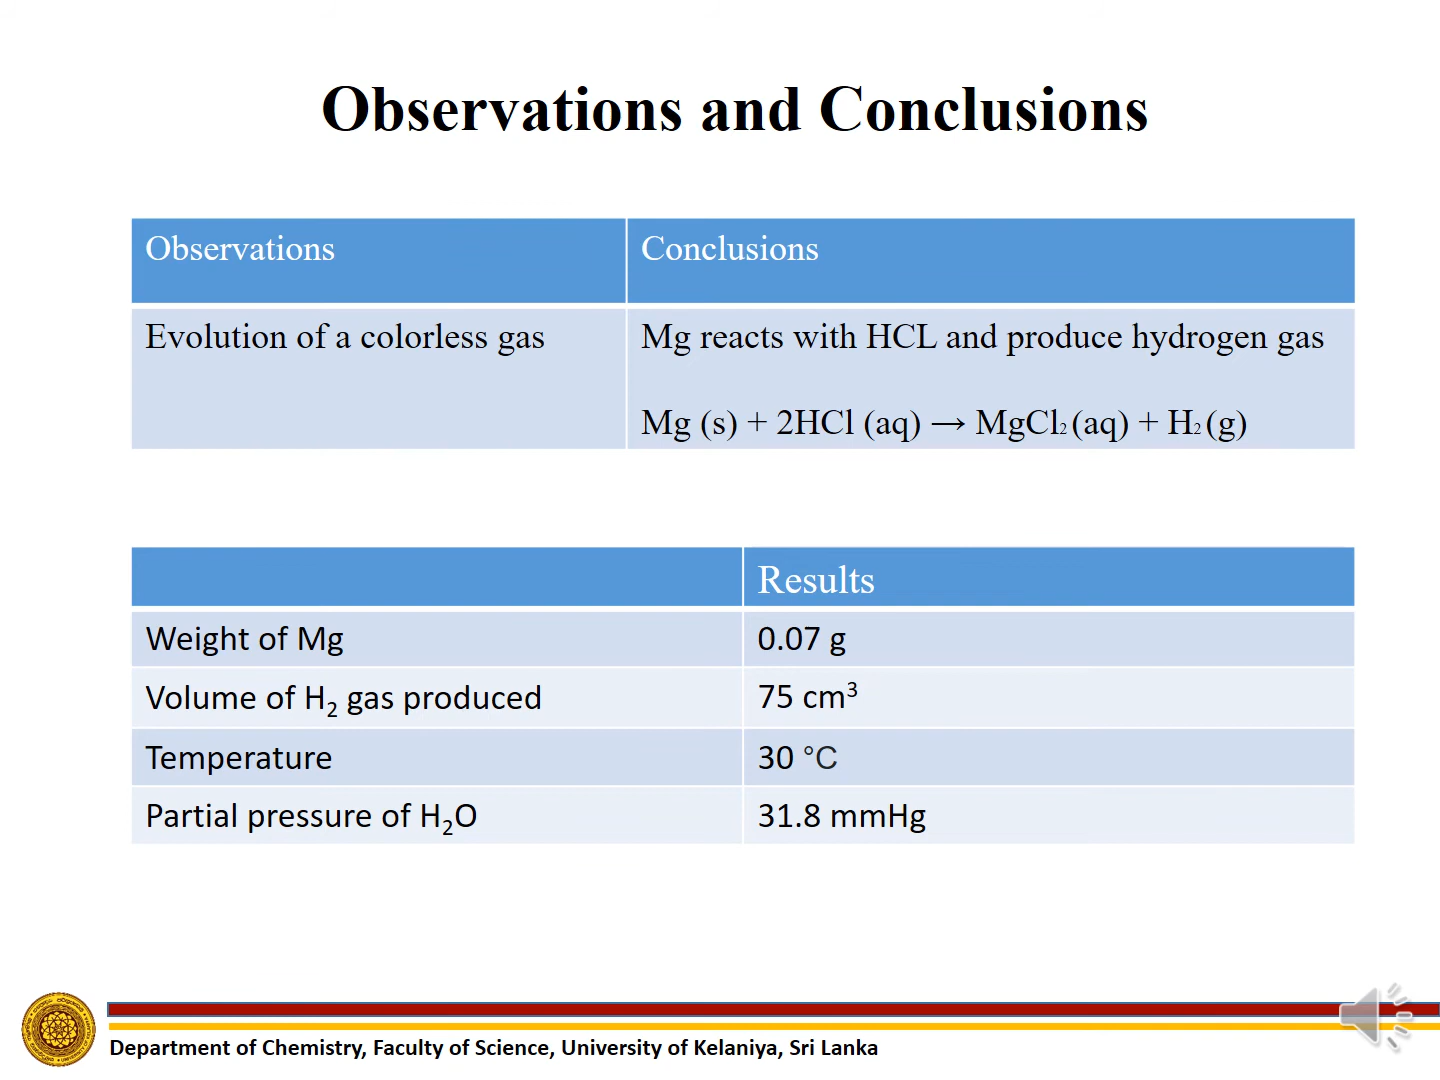 Observations and Conclusions
Observations
Conclusions
Evolution of a colorless gas
Mg reacts with HCL and produce hydrogen gas
Mg (s) + 2HCl (aq) → MgCl₂ (aq) + H₂ (g)
Results
Weight of Mg
0.07 g
Volume of H₂ gas produced
75 cm³
Temperature
30 °C
Partial pressure of H₂O
31.8 mmHg
Department of Chemistry, Faculty of Science, University of Kelaniya, Sri Lanka